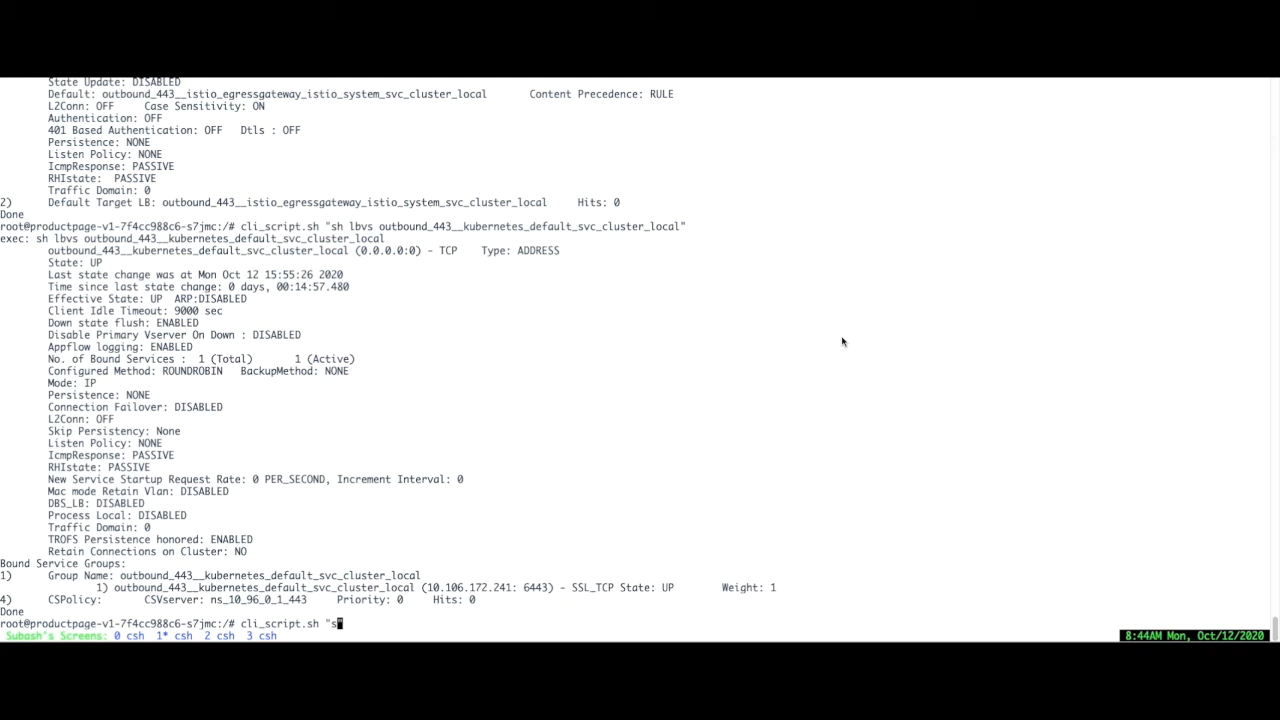 State Update: DISABLED
Default: outbound_443__istio_egressgateway_istio_system_svc_cluster_local Content Precedence: RULE
L2Conn: OFF Case Sensitivity: ON
Authentication: OFF
401 Based Authentication: OFF Dtls : OFF
Persistence: NONE
Listen Policy: NONE
IcmpResponse: PASSIVE
RHIstate: PASSIVE
Traffic Domain: 0
2) Default Target LB: outbound_443__istio_egressgateway_istio_system_svc_cluster_local Hits: 0
Done
root@productpage-v1-7f4cc988c6-s7jmc:/# cli_script.sh "sh lbvs outbound_443__kubernetes_default_svc_cluster_local"
exec: sh lbvs outbound_443__kubernetes_default_svc_cluster_local
outbound_443__kubernetes_default_svc_cluster_local (0.0.0.0:0) - TCP Type: ADDRESS
State: UP
Last state change was at Mon Oct 12 15:55:26 2020
Time since last state change: 0 days, 00:14:57.480
Effective State: UP ARP:DISABLED
Client Idle Timeout: 9000 sec
Down state flush: ENABLED
Disable Primary Vserver On Down : DISABLED
Appflow logging: ENABLED
No. of Bound Services : 1 (Total) 1 (Active)
Configured Method: ROUNDROBIN BackupMethod: NONE
Mode: IP
Persistence: NONE
Connection Failover: DISABLED
L2Conn: OFF
Skip Persistency: None
Listen Policy: NONE
IcmpResponse: PASSIVE
RHIstate: PASSIVE
New Service Startup Request Rate: 0 PER_SECOND, Increment Interval: 0
Mac mode Retain Vlan: DISABLED
DBS_LB: DISABLED
Process Local: DISABLED
Traffic Domain: 0
TROFS Persistence honored: ENABLED
Retain Connections on Cluster: NO
Bound Service Groups:
1) Group Name: outbound_443__kubernetes_default_svc_cluster_local
1) outbound_443__kubernetes_default_svc_cluster_local (10.106.172.241: 6443) - SSL_TCP State: UP Weight: 1
4) CSPolicy: CSVserver: ns_10_96_0_1_443 Priority: 0 Hits: 0
Done
root@productpage-v1-7f4cc988c6-s7jmc:/# cli_script.sh "s
Subash's Screens: 0 csh 1* csh 2 csh 3 csh 8:44AM Mon, Oct/12/2020